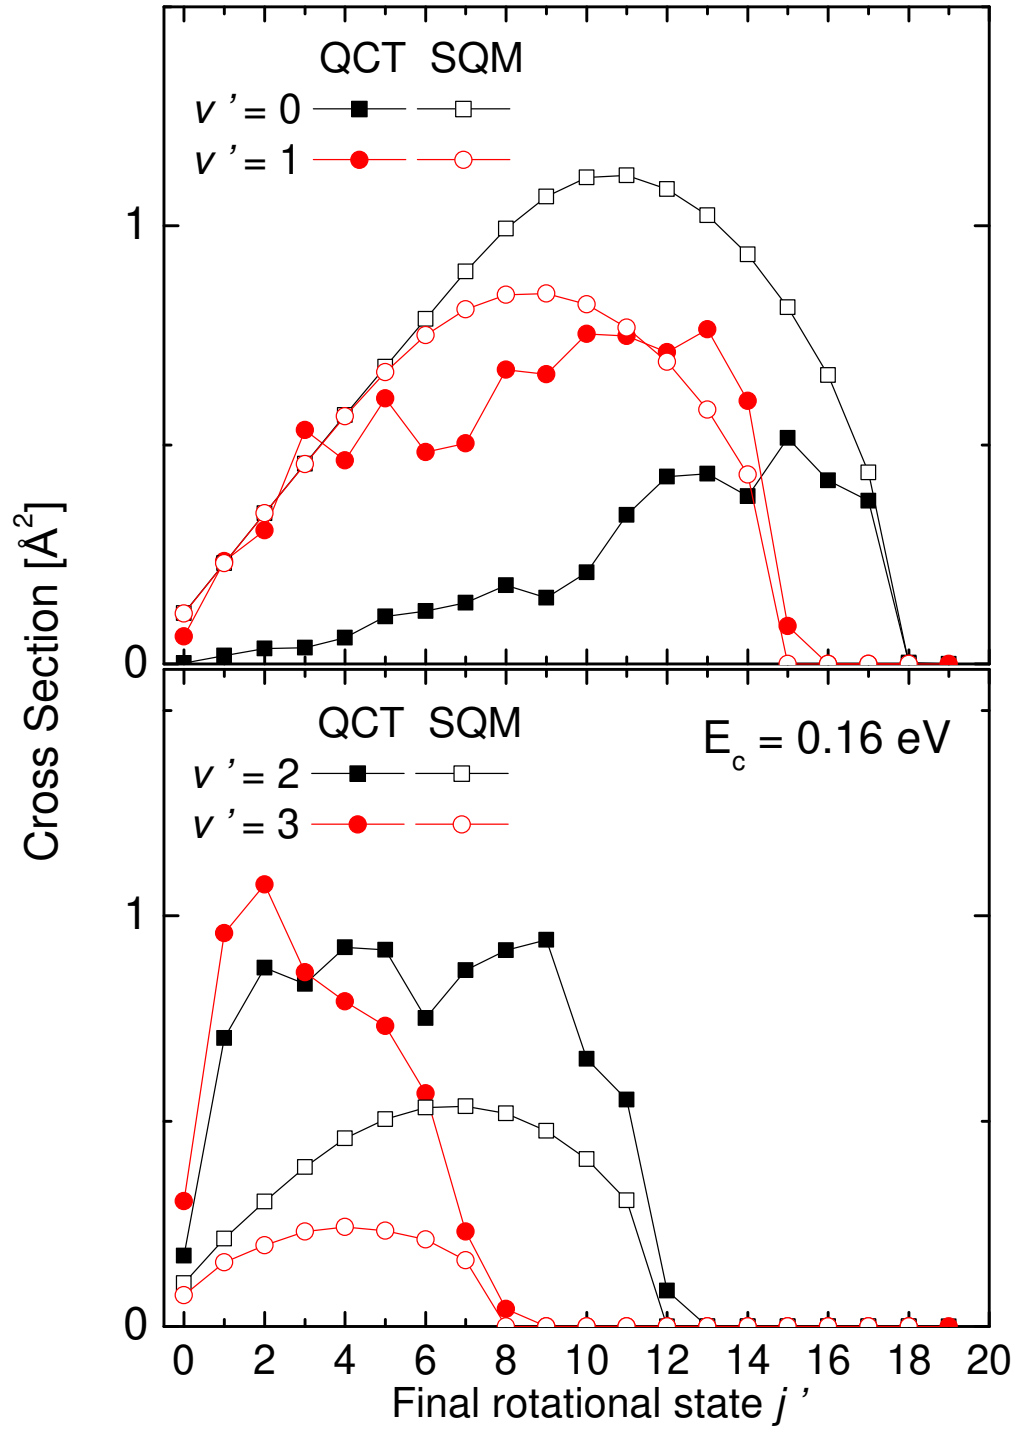 QCT SQM
v ’= 0
v ’= 1
1
0
Cross Section [Å2]
QCT SQM
Ec = 0.16 eV
v ’= 2
v ’= 3
1
0
0 2 4 6 8 10 12 14 16 18 20
Final rotational state j ’